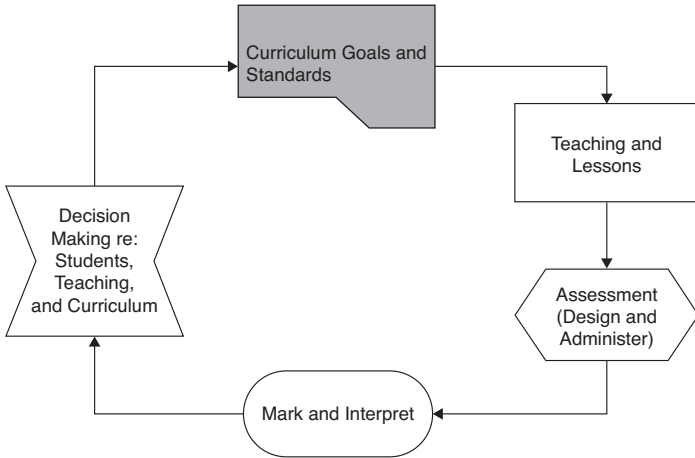 Curriculum Goals and
Standards
Teaching and
Lessons
Assessment
(Design and
Administer)
Mark and Interpret
Decision
Making re:
Students,
Teaching,
and Curriculum